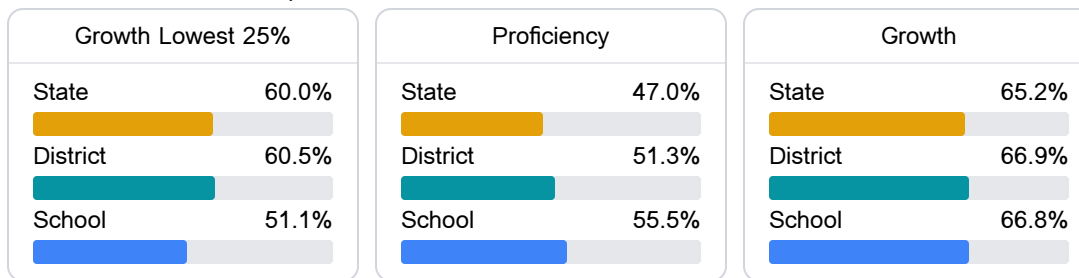 Growth Lowest 25%
State 60.0%
District 60.5%
School 51.1%
Proficiency
State 47.0%
District 51.3%
School 55.5%
Growth
State 65.2%
District 66.9%
School 66.8%